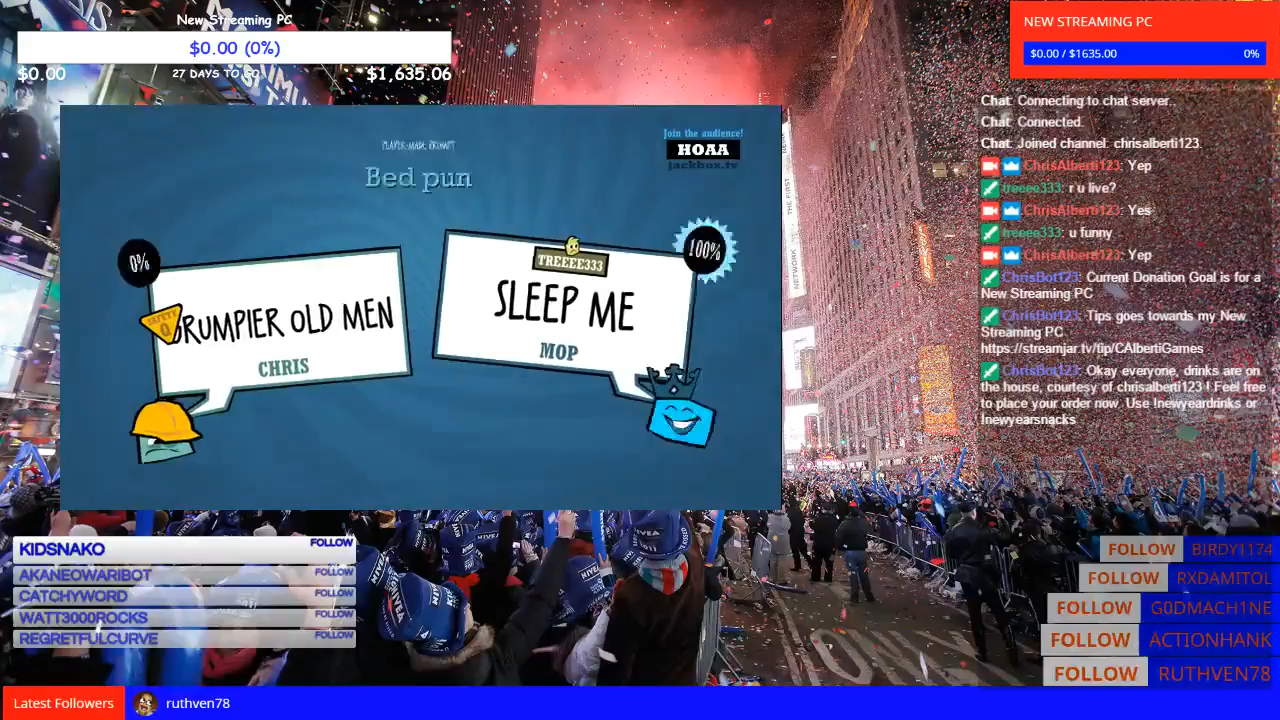 New Streaming PC
$0.00 (0%)
$0.00
27 DAYS TO GO
$1,635.06
NEW STREAMING PC
$0.00 / $1635.00
0%
Join the audience!
HOAA
jackbox.tv
PLAYER-MADE PROMPT
Bed pun
0%
SAFETY
RUMPIER OLD MEN
CHRIS
100%
TREEEE333
SLEEP ME
MOP
Chat: Connecting to chat server..
Chat: Connected.
Chat: Joined channel: chrisalberti123.
ChrisAlberti123: Yep
treeee333: r u live?
ChrisAlberti123: Yes
treeee333: u funny
ChrisAlberti123: Yep
ChrisBot123: Current Donation Goal is for a
New Streaming PC
ChrisBot123: Tips goes towards my New
Streaming PC
https://streamjar.tv/tip/CAlbertiGames
ChrisBot123: Okay everyone, drinks are on
the house, courtesy of chrisalberti123 ! Feel free
to place your order now. Use !newyeardrinks or
!newyearsnacks
KIDSNAKO FOLLOW
AKANEOWARIBOT FOLLOW
CATCHYWORD FOLLOW
WATT3000ROCKS FOLLOW
REGRETFULCURVE FOLLOW
FOLLOW BIRDY1174
FOLLOW RXDAMITOL
FOLLOW G0DMACH1NE
FOLLOW ACTIONHANK
FOLLOW RUTHVEN78
NIVEA
NIVEA
NIVEA
Latest Followers
ruthven78